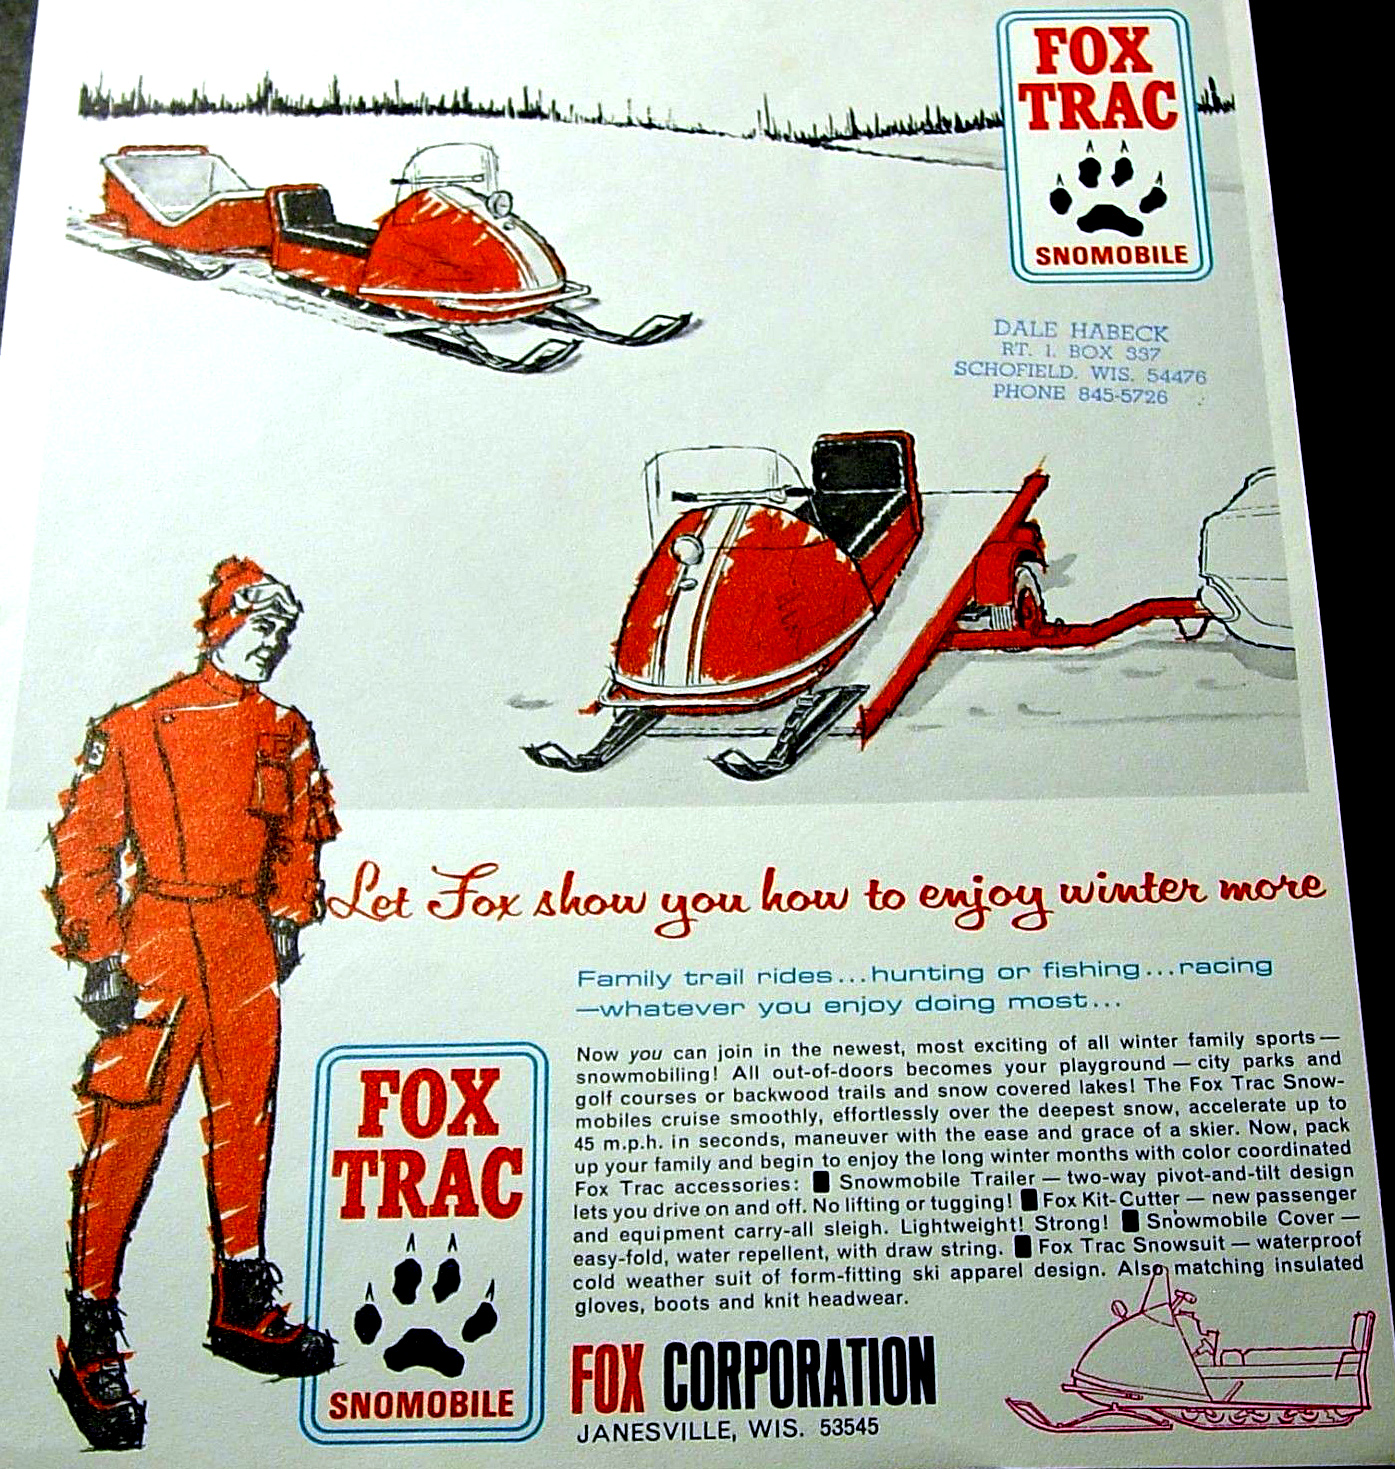 FOX
TRAC
SNOMOBILE
DALE HABECK
RT. 1. BOX 337
SCHOFIELD. WIS. 54476
PHONE 845-5726
Let Fox show you how to enjoy winter more
Family trail rides...hunting or fishing...racing
—whatever you enjoy doing most...
Now you can join in the newest, most exciting of all winter family sports—
snowmobiling! All out-of-doors becomes your playground — city parks and
golf courses or backwood trails and snow covered lakes! The Fox Trac Snow-
mobiles cruise smoothly, effortlessly over the deepest snow, accelerate up to
45 m.p.h. in seconds, maneuver with the ease and grace of a skier. Now, pack
up your family and begin to enjoy the long winter months with color coordinated
Fox Trac accessories: ■ Snowmobile Trailer — two-way pivot-and-tilt design
lets you drive on and off. No lifting or tugging! ■ Fox Kit-Cutter — new passenger
and equipment carry-all sleigh. Lightweight! Strong! ■ Snowmobile Cover —
easy-fold, water repellent, with draw string. ■ Fox Trac Snowsuit — waterproof
cold weather suit of form-fitting ski apparel design. Also matching insulated
gloves, boots and knit headwear.
FOX
TRAC
SNOMOBILE
FOX CORPORATION
JANESVILLE, WIS. 53545